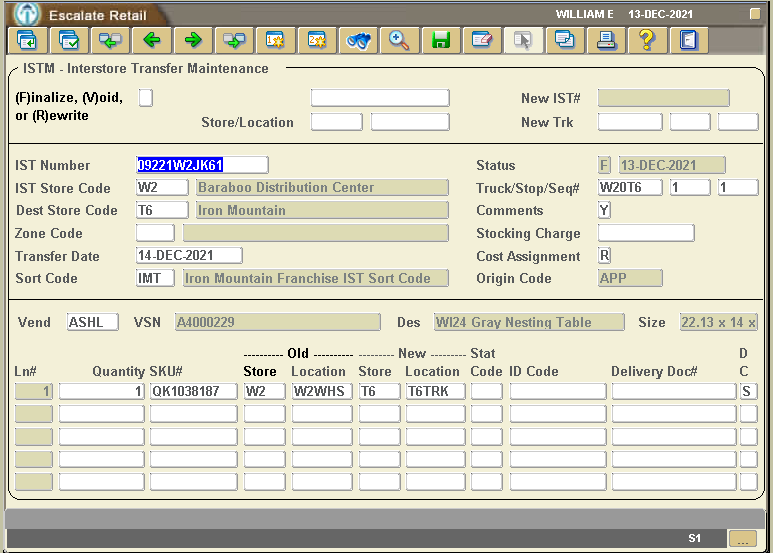 Escalate Retail WILLIAM E 13-DEC-2021
ISTM - Interstore Transfer Maintenance
(F)inalize, (V)oid, New IST#
or (R)ewrite Store/Location New Trk
IST Number 09221W2JK61 Status F 13-DEC-2021
IST Store Code W2 Baraboo Distribution Center Truck/Stop/Seq# W20T6 1 1
Dest Store Code T6 Iron Mountain Comments Y
Zone Code Stocking Charge
Transfer Date 14-DEC-2021 Cost Assignment R
Sort Code IMT Iron Mountain Franchise IST Sort Code Origin Code APP
Vend ASHL VSN A4000229 Des WI24 Gray Nesting Table Size 22.13 x 14 x
---------- Old ---------- -------- New -------- Stat D
Ln# Quantity SKU# Store Location Store Location Code ID Code Delivery Doc# C
1 1 QK1038187 W2 W2WHS T6 T6TRK S
S1 ...